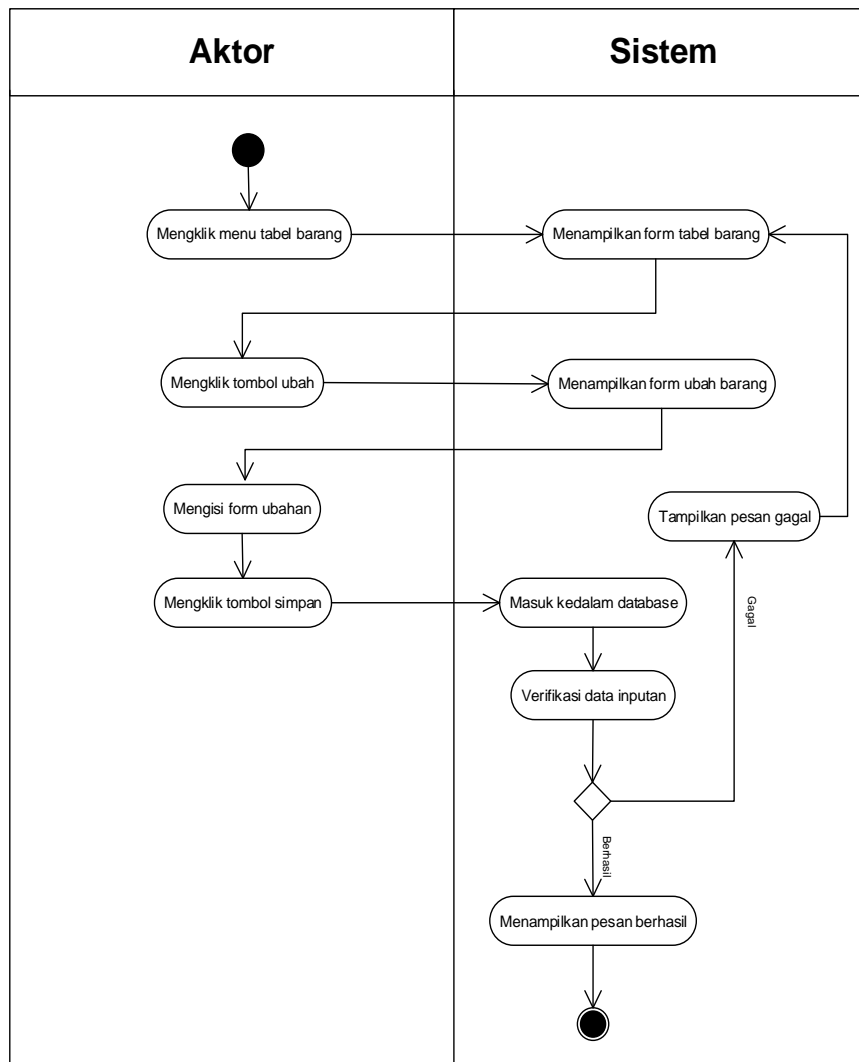 Aktor
Sistem
Mengklik menu tabel barang
Menampilkan form tabel barang
Mengklik tombol ubah
Menampilkan form ubah barang
Mengisi form ubahan
Tampilkan pesan gagal
Mengklik tombol simpan
Masuk kedalam database
Gagal
Verifikasi data inputan
Berhasil
Menampilkan pesan berhasil